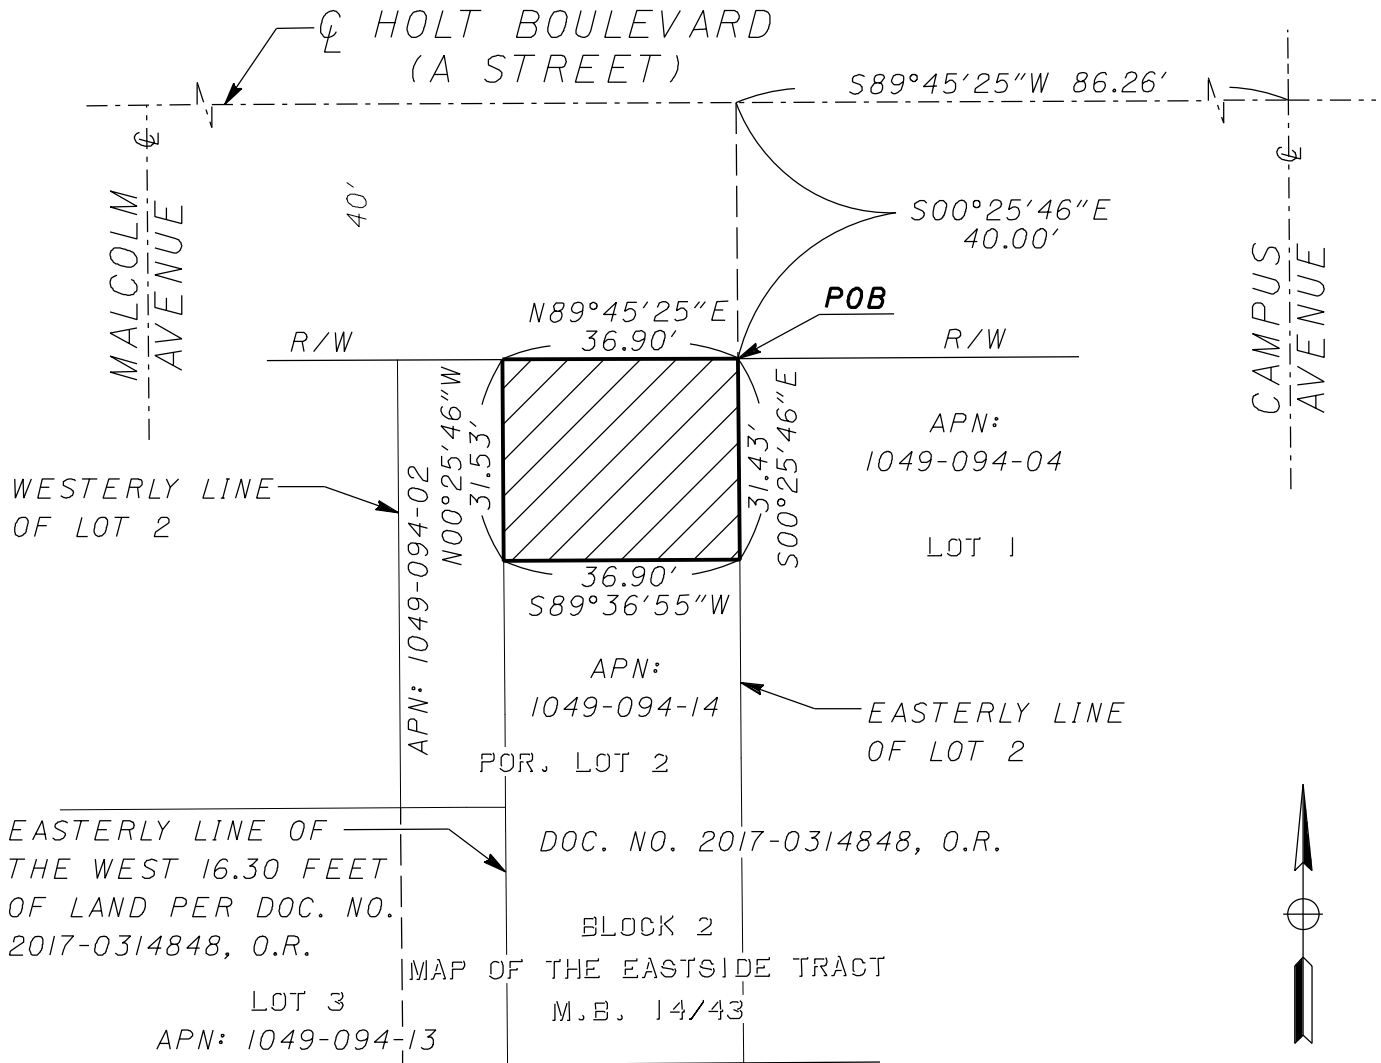 ℄ HOLT BOULEVARD
(A STREET)
S89°45'25"W 86.26'
℄
MALCOLM
AVENUE
40'
S00°25'46"E
40.00'
℄
CAMPUS
AVENUE
POB
N89°45'25"E
36.90'
R/W
R/W
N00°25'46"W
31.53'
31.43'
S00°25'46"E
APN:
1049-094-04
LOT 1
WESTERLY LINE
OF LOT 2
APN: 1049-094-02
36.90'
S89°36'55"W
APN:
1049-094-14
POR. LOT 2
EASTERLY LINE
OF LOT 2
EASTERLY LINE OF
THE WEST 16.30 FEET
OF LAND PER DOC. NO.
2017-0314848, O.R.
DOC. NO. 2017-0314848, O.R.
BLOCK 2
MAP OF THE EASTSIDE TRACT
M.B. 14/43
LOT 3
APN: 1049-094-13